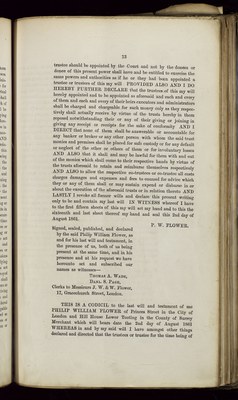 13
trustee should be appointed by the Court and not by the donees or
donee of this present power shall have and be entitled to exercise the
same powers and authorities as if he or they had been appointed a
trustee or trustees of this my will PROVIDED ALSO AND I DO
HEREBY FURTHER DECLARE that the trustees of this my will
hereby appointed and to be appointed as aforesaid and each and every
of them and each and every of their heirs executors and administrators
shall be charged and chargeable for such money only as they respec-
tively shall actually receive by virtue of the trusts hereby in them
reposed notwithstanding their or any of their giving or joining in
giving any receipt or receipts for the sake of conformity AND I
DIRECT that none of them shall be answerable or accountable for
any banker or broker or any other person with whom the said trust
monies and premises shall be placed for safe custody or for any default
or neglect of the other or others of them or for involuntary losses
AND ALSO that it shall and may be lawful for them with and out
of the monies which shall come to their respective hands by virtue of
the trusts aforesaid to retain and reimburse themselves respectively
AND ALSO to allow the respective co-trustees or co-trustee all costs
charges damages and expenses and fees to counsel for advice which
they or any of them shall or may sustain expend or disburse in or
about the execution of the aforesaid trusts or in relation thereto AND
LASTLY I revoke all former wills and declare this present writing
only to be and contain my last will IN WITNESS whereof I have
to the first fifteen sheets of this my will set my hand and to this the
sixteenth and last sheet thereof my hand and seal this 2nd day of
August 1861.
P. W. FLOWER.
Signed, sealed, published, and declared
by the said Philip William Flower, as
and for his last will and testament, in
the presence of us, both of us being
present at the same time, and in his
presence and at his request we have
hereunto set and subscribed our
names as witnesses—
THOMAS A. WADE,
Clerks to Messieurs P. W. & W. Flower,
17, Gracechurch Street, London.
THIS IS A CODICIL to the last will and testament of me
PHILIP WILLIAM FLOWER of Princes Street in the City of
London and Hill House Lower Tooting in the County of Surrey
Merchant which will bears date the 2nd day of August 1861
WHEREAS in and by my said will I have amongst other things
declared and directed that the trustees or trustee for the time being of